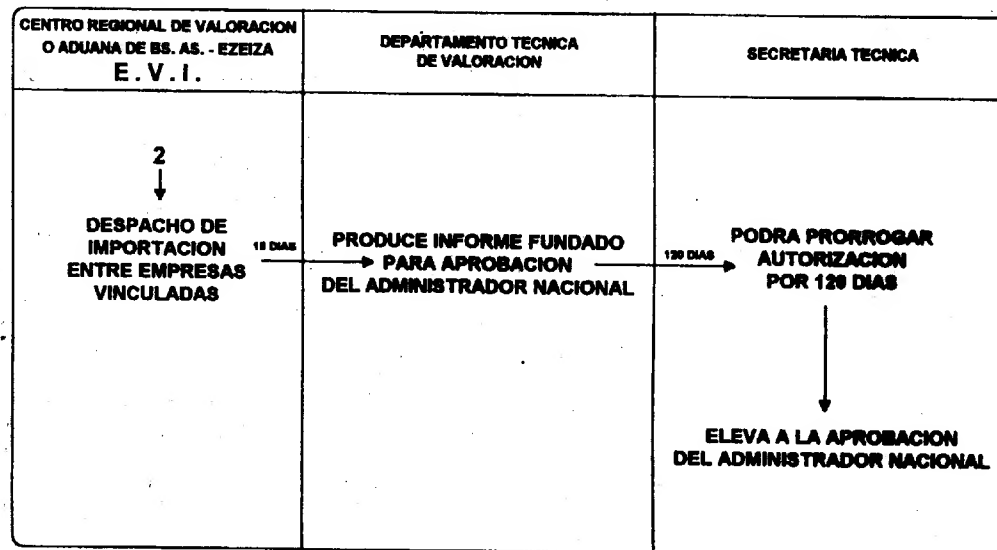 CENTRO REGIONAL DE VALORACION
O ADUANA DE BS. AS. - EZEIZA
E.V.I.
DEPARTAMENTO TECNICA
DE VALORACION
SECRETARIA TECNICA
2
DESPACHO DE
IMPORTACION
ENTRE EMPRESAS
VINCULADAS
DIAS
PRODUCE INFORME FUNDADO
PARA APROBACION
DEL ADMINISTRADOR NACIONAL
120 DIAS
PODRA PRORROGAR
AUTORIZACION
POR 120 DIAS
ELEVA A LA APROBACION
DEL ADMINISTRADOR NACIONAL